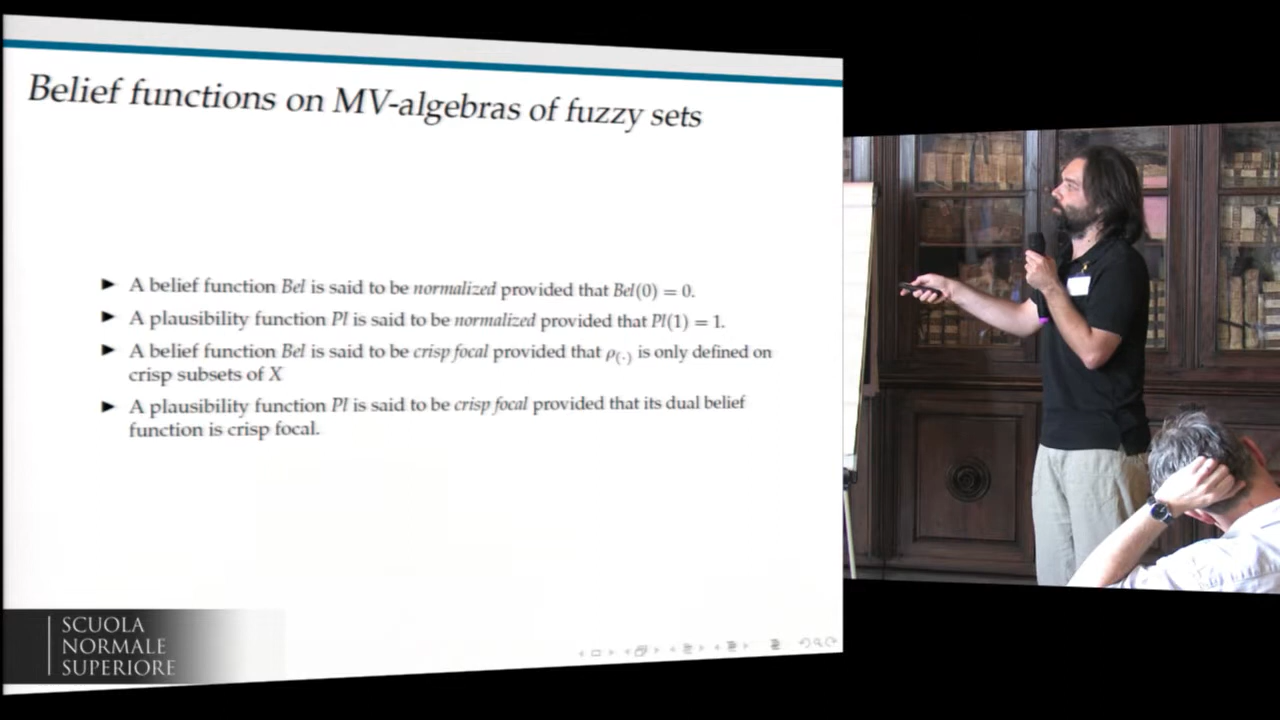 Belief functions on MV-algebras of fuzzy sets
► A belief function Bel is said to be normalized provided that Bel(0) = 0.
► A plausibility function Pl is said to be normalized provided that Pl(1) = 1.
► A belief function Bel is said to be crisp focal provided that ρ(·) is only defined on
crisp subsets of X
► A plausibility function Pl is said to be crisp focal provided that its dual belief
function is crisp focal.
SCUOLA
NORMALE
SUPERIORE